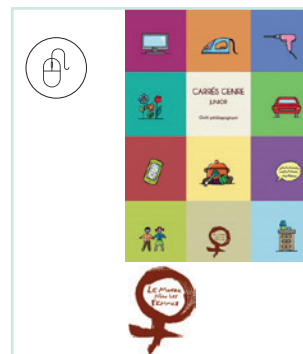 CARRÉS GENRE
JUNIOR
Outil pédagogique
LE MONDE
selon LES
FEMMES